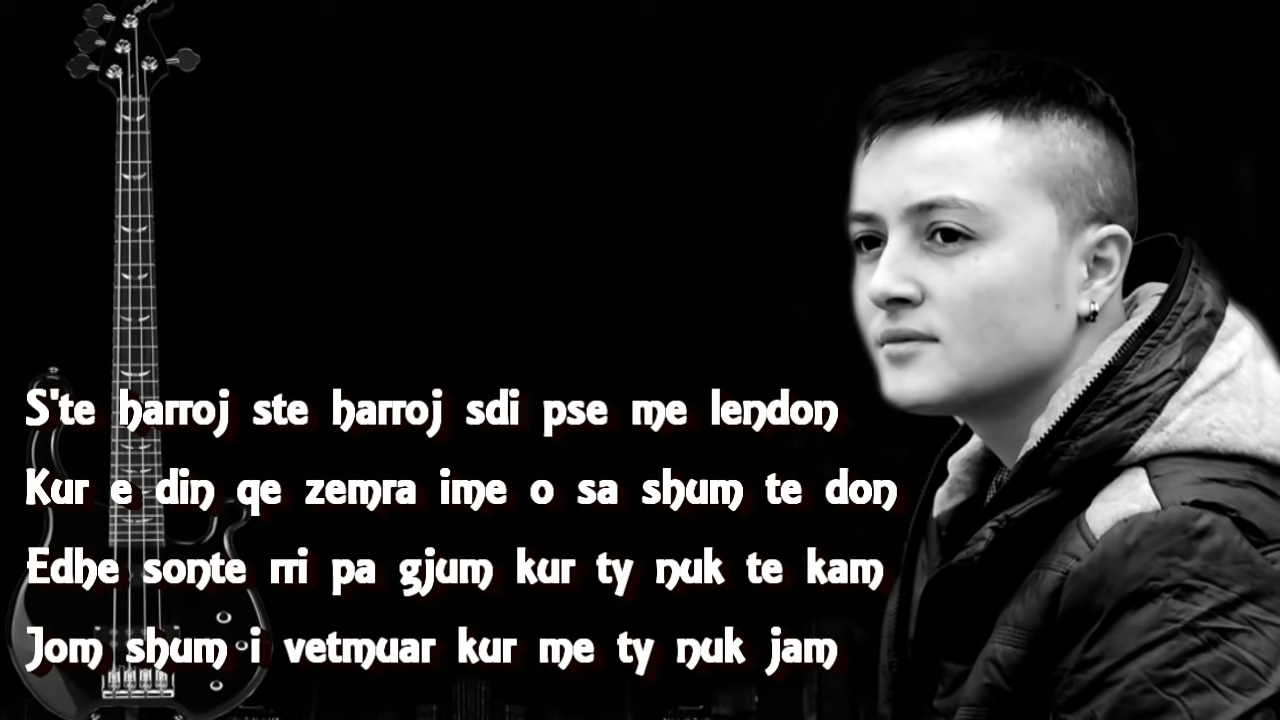 S'te harroj ste harroj sdi pse me lendon
Kur e din qe zemra ime o sa shum te don
Edhe sonte rri pa gjum kur ty nuk te kam
Jom shum i vetmuar kur me ty nuk jam